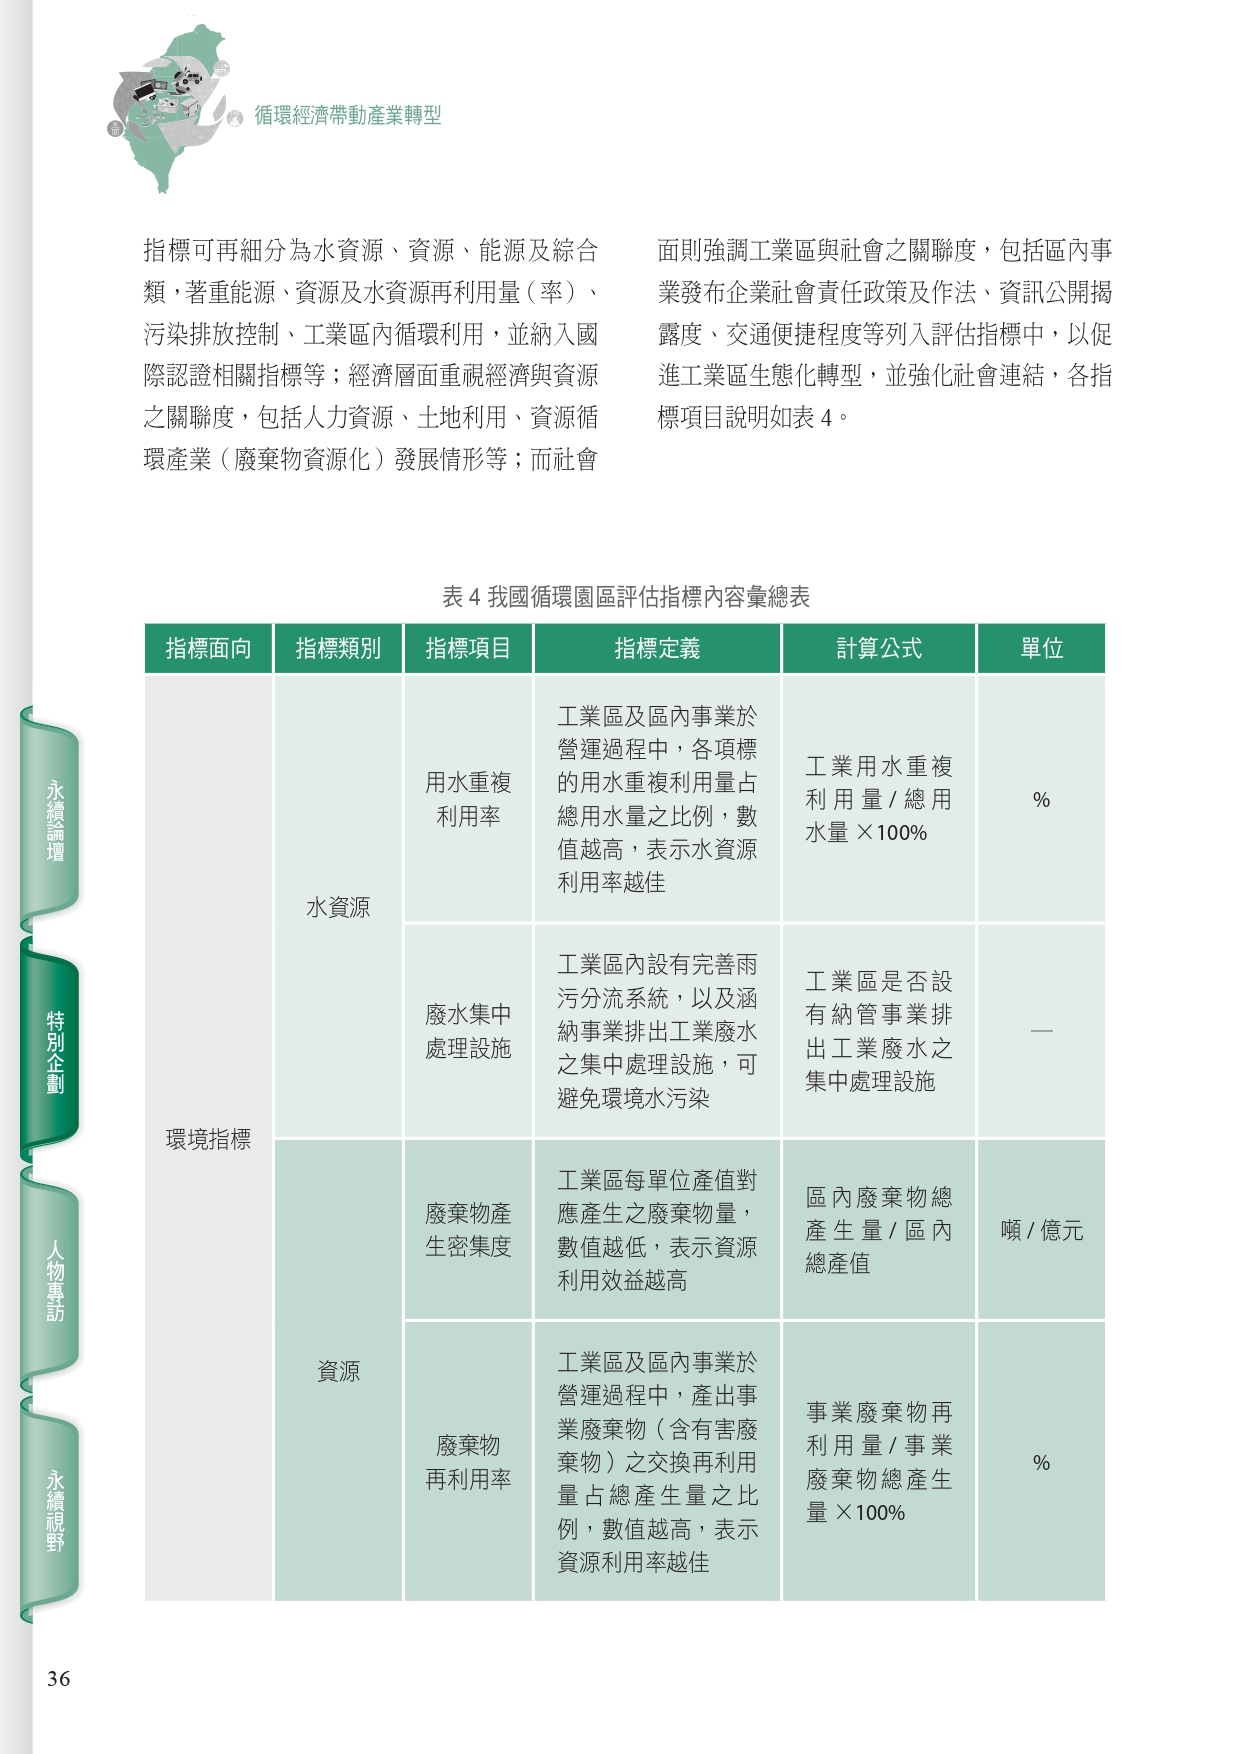 循環經濟帶動產業轉型
指標可再細分為水資源、資源、能源及綜合
類，著重能源、資源及水資源再利用量（率）、
污染排放控制、工業區內循環利用，並納入國
際認證相關指標等；經濟層面重視經濟與資源
之關聯度，包括人力資源、土地利用、資源循
環產業（廢棄物資源化）發展情形等；而社會
面則強調工業區與社會之關聯度，包括區內事
業發布企業社會責任政策及作法、資訊公開揭
露度、交通便捷程度等列入評估指標中，以促
進工業區生態化轉型，並強化社會連結，各指
標項目說明如表 4。
表 4 我國循環園區評估指標內容彙總表
指標面向 指標類別 指標項目 指標定義 計算公式 單位
環境指標
水資源
用水重複
利用率
工業區及區內事業於
營運過程中，各項標
的用水重複利用量占
總用水量之比例，數
值越高，表示水資源
利用率越佳
工業用水重複
利用量/總用
水量 ×100%
%
廢水集中
處理設施
工業區內設有完善雨
污分流系統，以及涵
納事業排出工業廢水
之集中處理設施，可
避免環境水污染
工業區是否設
有納管事業排
出工業廢水之
集中處理設施
—
資源
廢棄物產
生密集度
工業區每單位產值對
應產生之廢棄物量，
數值越低，表示資源
利用效益越高
區內廢棄物總
產生量/區內
總產值
噸 / 億元
廢棄物
再利用率
工業區及區內事業於
營運過程中，產出事
業廢棄物（含有害廢
棄物）之交換再利用
量占總產生量之比
例，數值越高，表示
資源利用率越佳
事業廢棄物再
利用量/事業
廢棄物總產生
量 ×100%
%
永續論壇
特別企劃
人物專訪
永續視野
36